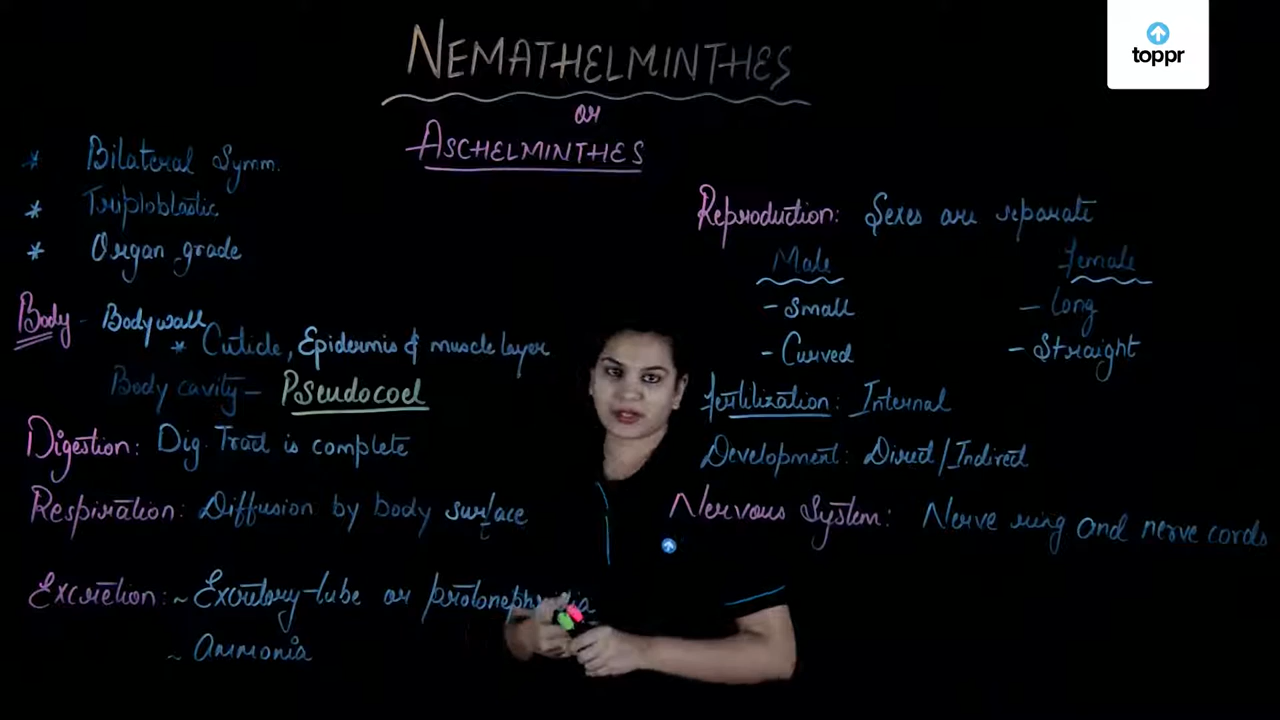 NEMATHELMINTHES
or
ASCHELMINTHES
toppr
* Bilateral Symm.
* Triploblastic
* Organ grade
Body - Bodywall
* Cuticle, Epidermis & muscle layer
Body cavity - Pseudocoel
Digestion: Dig. Tract is complete
Respiration: Diffusion by body surface
Excretion: ~ Excretory-tube or protonephridia
~ Ammonia
Reproduction: Sexes are separate
Male Female
- Small - long
- Curved - Straight
Fertilization: Internal
Development: Direct/Indirect
Nervous System: Nerve ring and nerve cords